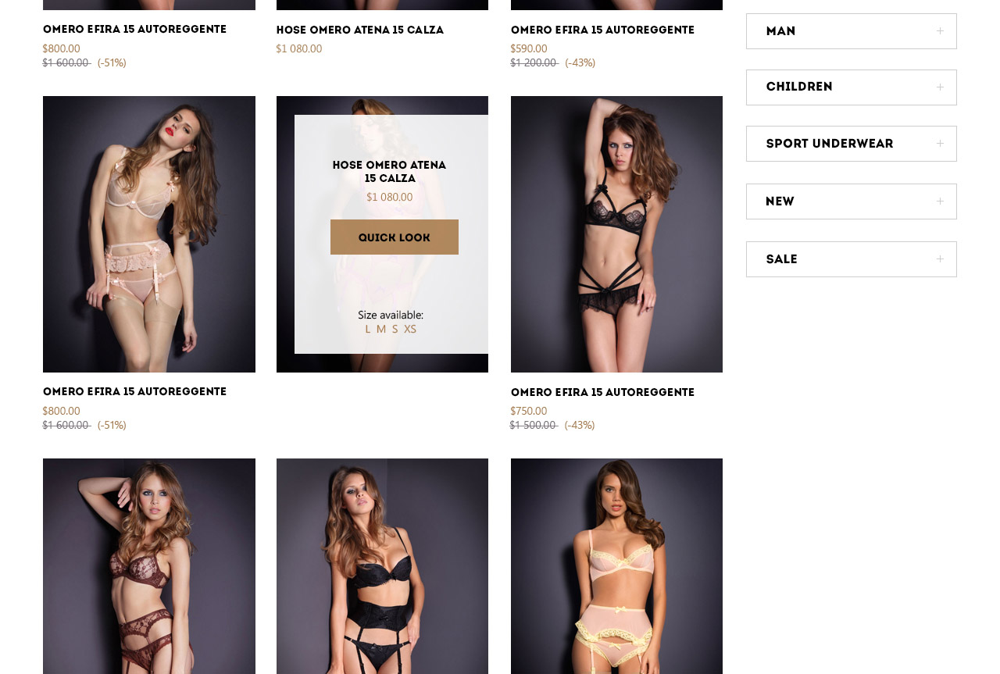 OMERO EFIRA 15 AUTOREGGENTE
$800.00
$1 600.00 (-51%)
HOSE OMERO ATENA 15 CALZA
$1 080.00
OMERO EFIRA 15 AUTOREGGENTE
$590.00
$1 200.00 (-43%)
MAN
CHILDREN
SPORT UNDERWEAR
NEW
SALE
HOSE OMERO ATENA
15 CALZA
$1 080.00
QUICK LOOK
Size available:
L M S XS
OMERO EFIRA 15 AUTOREGGENTE
$800.00
$1 600.00 (-51%)
OMERO EFIRA 15 AUTOREGGENTE
$750.00
$1 500.00 (-43%)